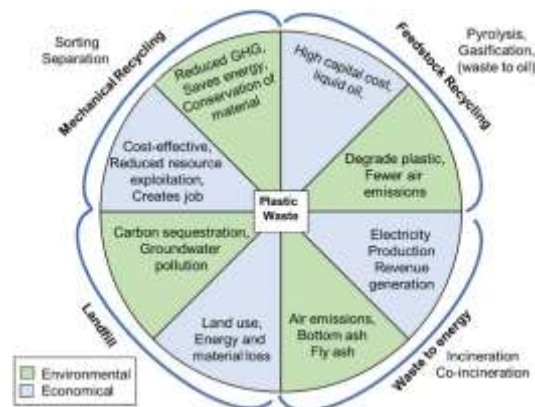 Sorting
Separation
Mechanical Recycling
Reduced GHG,
Saves energy,
Conservation of
material
High capital cost,
liquid oil,
Feedstock Recycling
Pyrolysis,
Gasification,
(waste to oil)
Cost-effective,
Reduced resource
exploitation,
Creates job
Degrade plastic,
Fewer air
emissions
Plastic
Waste
Carbon sequestration,
Groundwater
pollution
Electricity
Production
Revenue
generation
Landfill
Land use,
Energy and
material loss
Air emissions,
Bottom ash
Fly ash
Waste to energy
Incineration
Co-incineration
Environmental
Economical